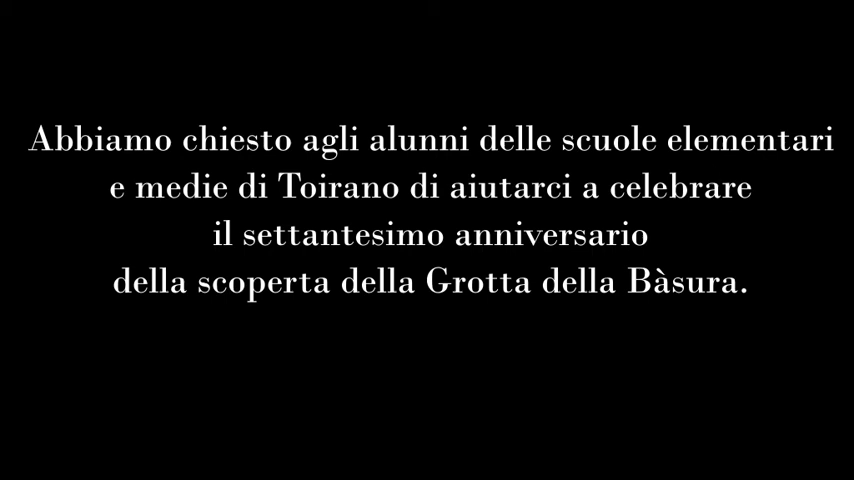 Abbiamo chiesto agli alunni delle scuole elementari
e medie di Toirano di aiutarci a celebrare
il settantesimo anniversario
della scoperta della Grotta della Bàsura.